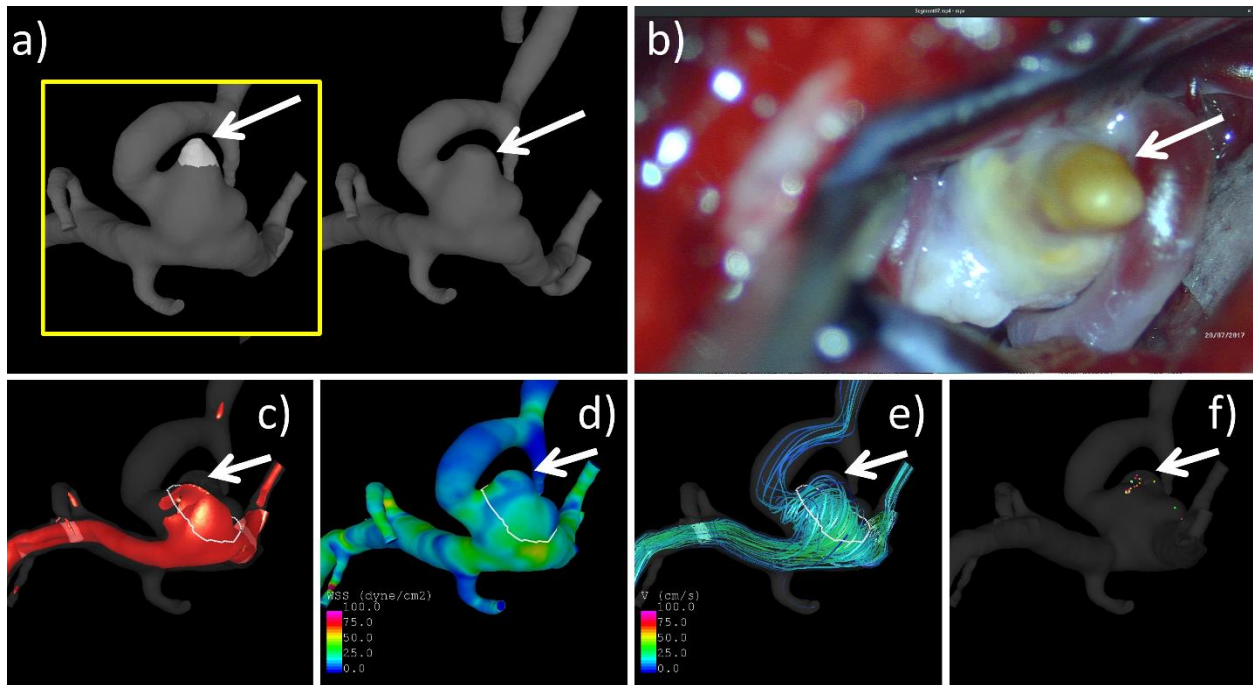 a)
Segment07.mp4 - mpv
b)
20/07/2017
c)
d)
e)
f)
WSS (dyne/cm2)
100.0
75.0
50.0
25.0
0.0
V (cm/s)
100.0
75.0
50.0
25.0
0.0